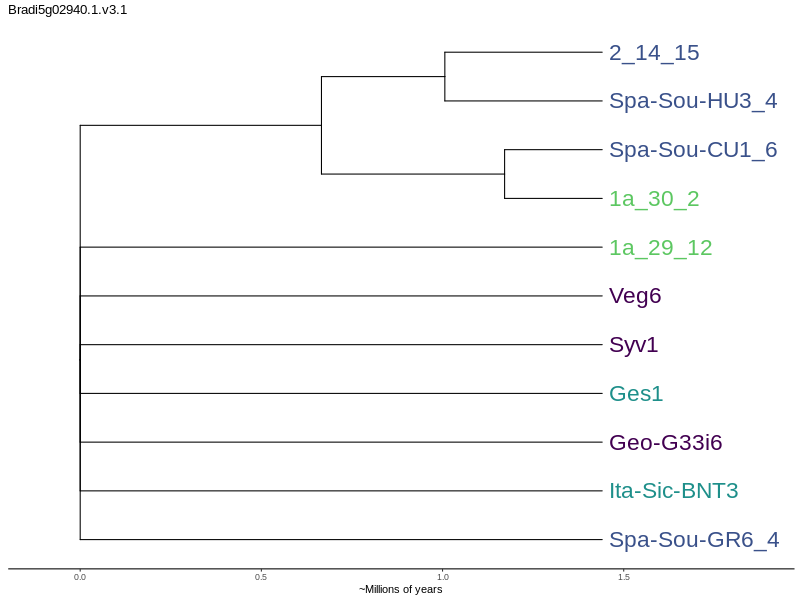 Bradi5g02940.1.v3.1
2_14_15
Spa-Sou-HU3_4
Spa-Sou-CU1_6
1a_30_2
1a_29_12
Veg6
Syv1
Ges1
Geo-G33i6
Ita-Sic-BNT3
Spa-Sou-GR6_4
0.0 0.5 1.0 1.5
~Millions of years